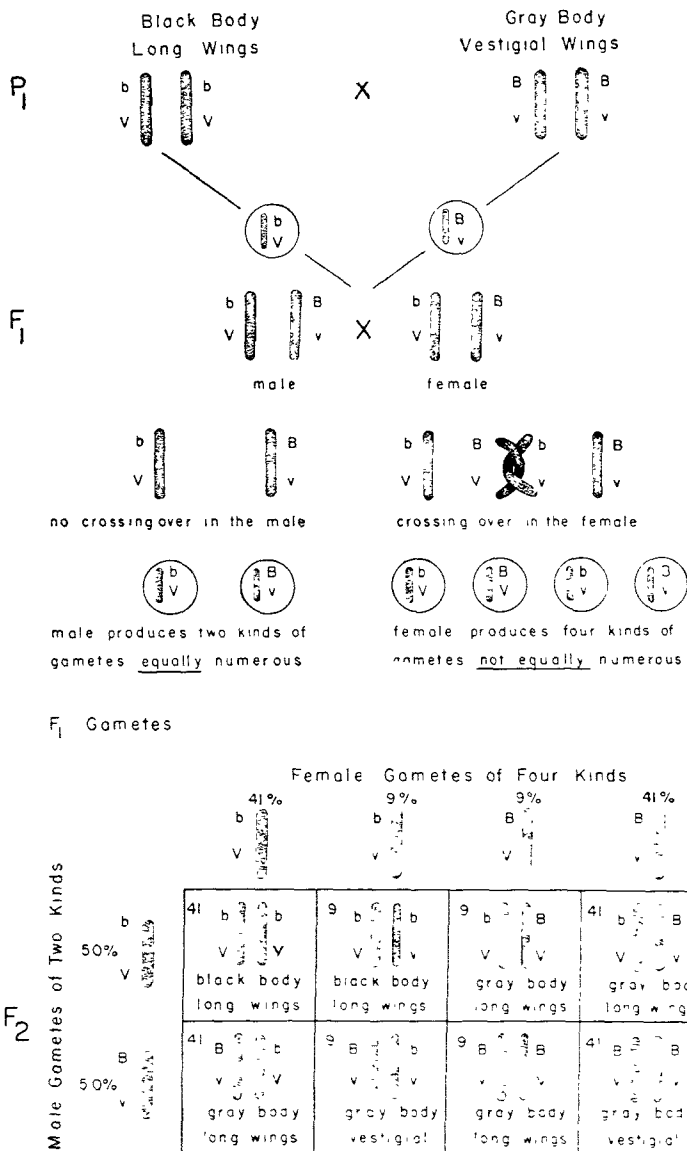 Black Body Gray Body
Long Wings Vestigial Wings
P1
b b X B B
V V v v
b B
V v
F1
b B X b B
V v V v
male female
b B b B b B
V v V V v v
no crossing over in the male crossing over in the female
b B b B b
V v V V v v
male produces two kinds of female produces four kinds of
gametes equally numerous gametes not equally numerous
F1 Gametes
Female Gametes of Four Kinds
41% 9% 9% 41%
b b B B
V v V v
Male Gametes of Two Kinds
F2
50%
b
V
41 b b 9 b b 9 b B 41 b B
V V V v V V V v
black body black body gray body gray bod
long wings long wings long wings long wing
50%
B
v
41 B b 9 B b 9 B B 41 B B
v V v v v V v v
gray body gray body gray body gray bod
long wings vestigial long wings vestigial